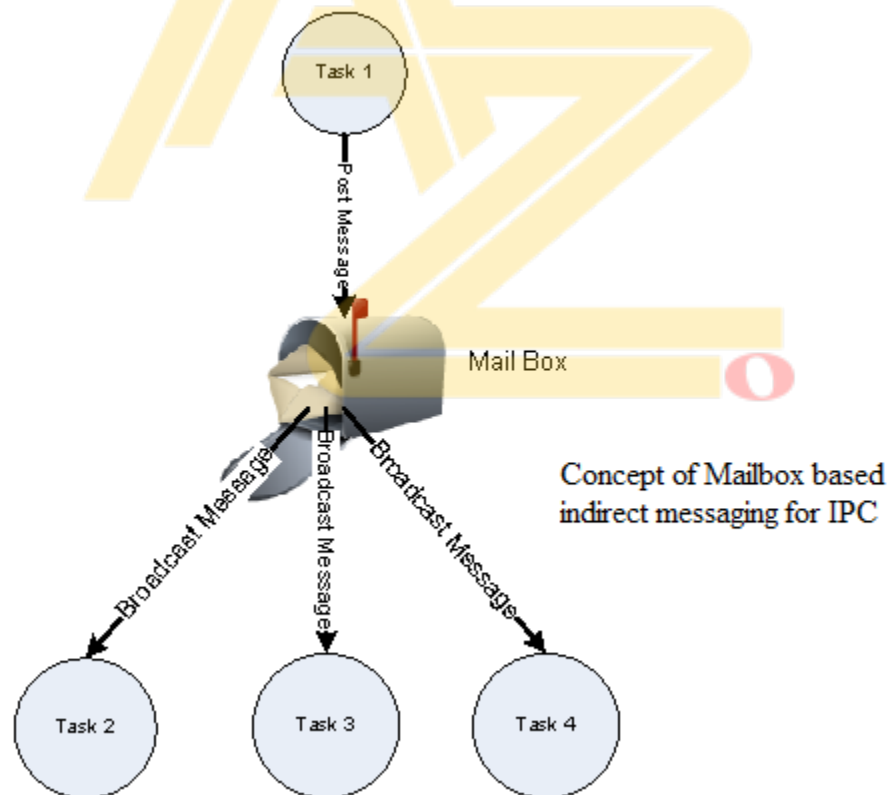 Task 1
Post Message
Mail Box
Broadcast Message
Broadcast Message
Broadcast Message
Concept of Mailbox based
indirect messaging for IPC
Task 2
Task 3
Task 4